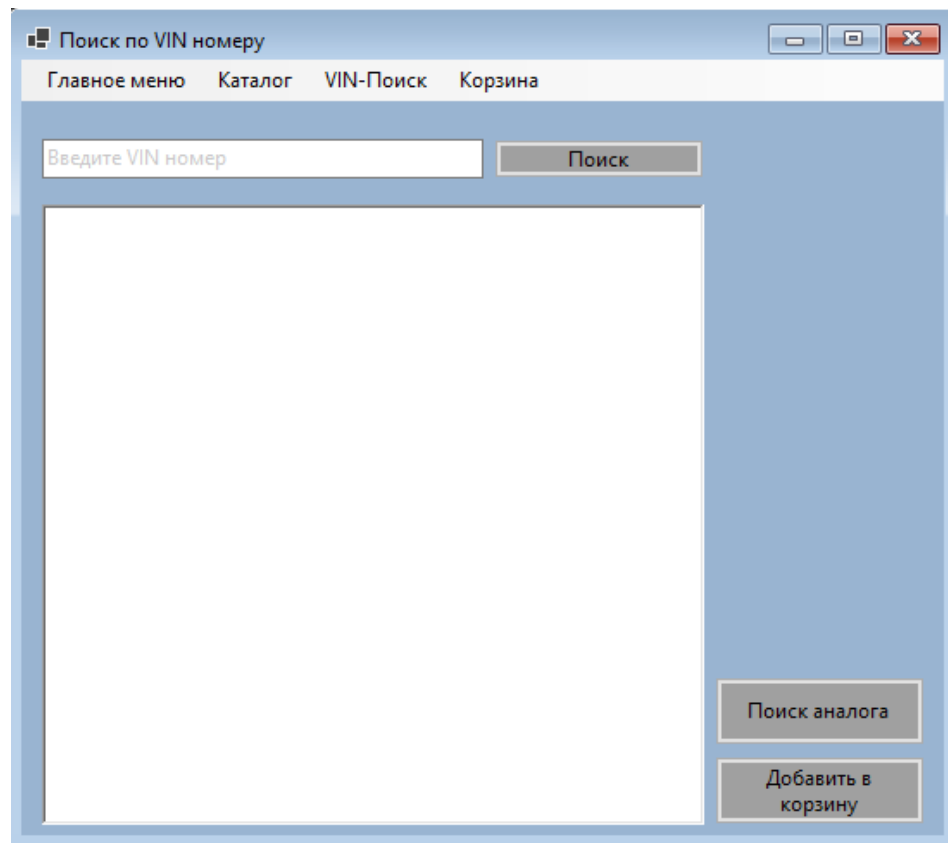 Поиск по VIN номеру
Главное меню Каталог VIN-Поиск Корзина
Введите VIN номер Поиск
Поиск аналога
Добавить в
корзину